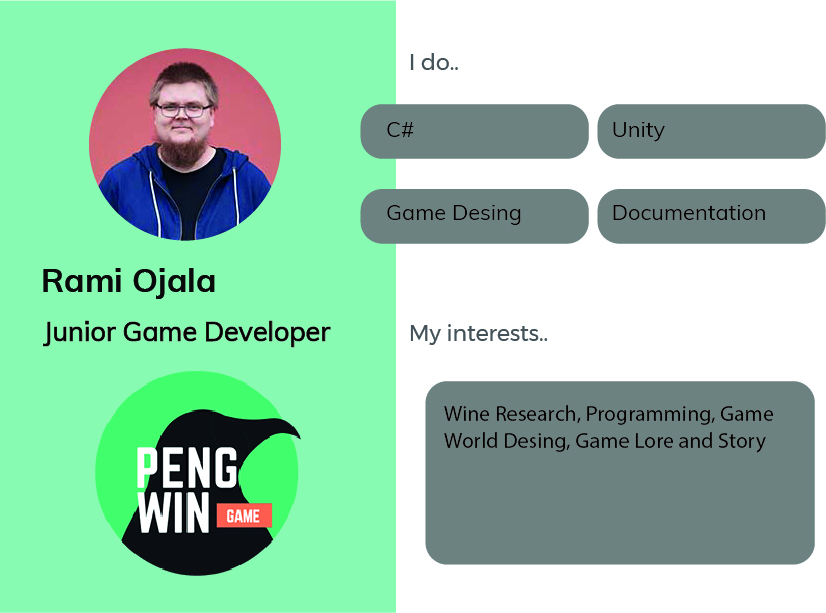 Rami Ojala
Junior Game Developer
PENG
WIN
GAME
I do..
C#
Unity
Game Desing
Documentation
My interests..
Wine Research, Programming, Game
World Desing, Game Lore and Story